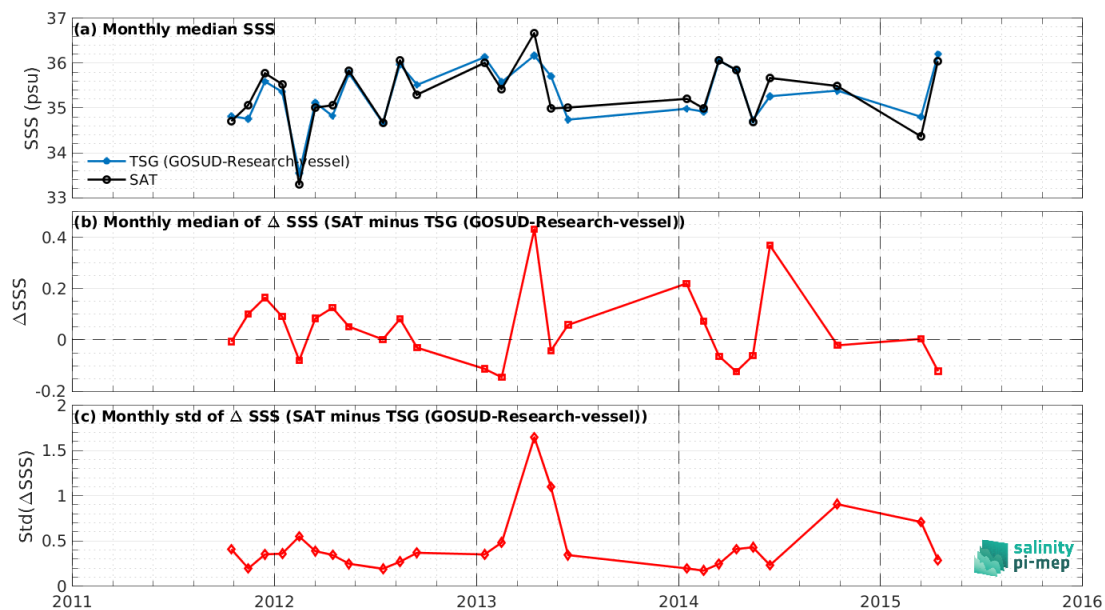 (a) Monthly median SSS
37
36
35
34
33
SSS (psu)
TSG (GOSUD-Research-vessel)
SAT
(b) Monthly median of Δ SSS (SAT minus TSG (GOSUD-Research-vessel))
0.4
0.2
0
-0.2
Δ SSS
(c) Monthly std of Δ SSS (SAT minus TSG (GOSUD-Research-vessel))
2
1.5
1
0.5
0
Std(Δ SSS)
salinity
pi-mep
2011 2012 2013 2014 2015 2016